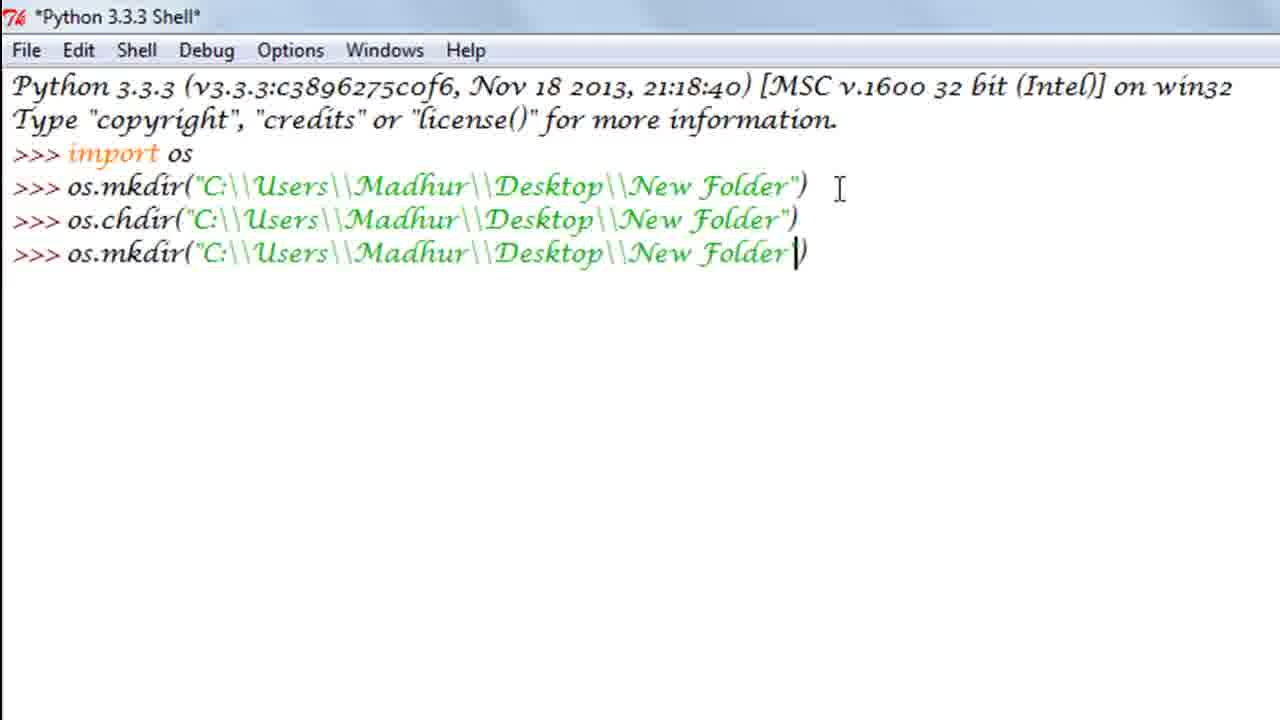 *Python 3.3.3 Shell*
File Edit Shell Debug Options Windows Help
Python 3.3.3 (v3.3.3:c3896275c0f6, Nov 18 2013, 21:18:40) [MSC v.1600 32 bit (Intel)] on win32
Type "copyright", "credits" or "license()" for more information.
>>> import os
>>> os.mkdir("C:\\Users\\Madhur\\Desktop\\New Folder")
>>> os.chdir("C:\\Users\\Madhur\\Desktop\\New Folder")
>>> os.mkdir("C:\\Users\\Madhur\\Desktop\\New Folder")